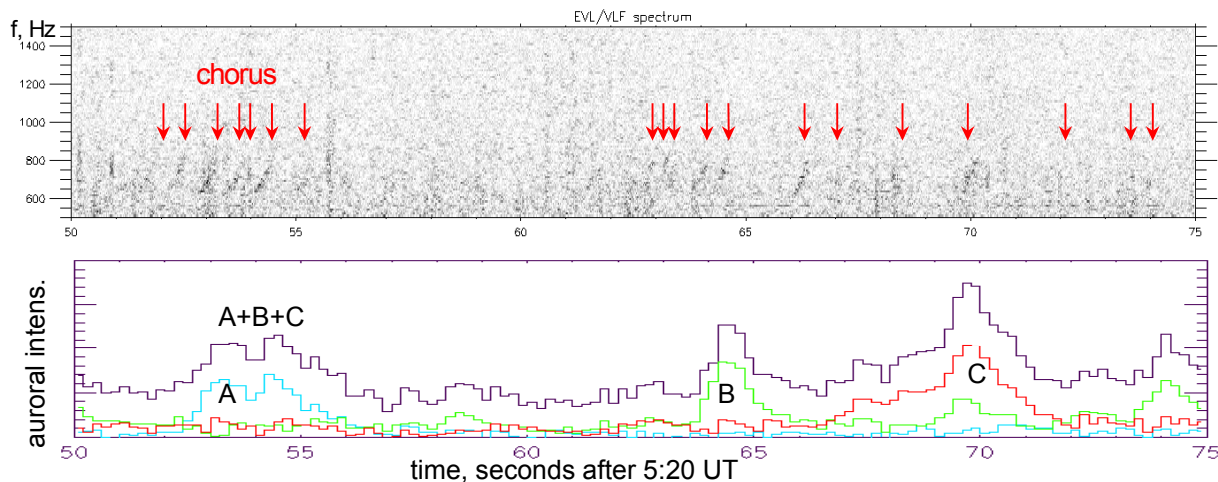 EVL/VLF spectrum
f, Hz
1400
1200
1000
800
600
chorus
50 55 60 65 70 75
auroral intens.
A+B+C
A
B
C
50 55 60 65 70 75
time, seconds after 5:20 UT